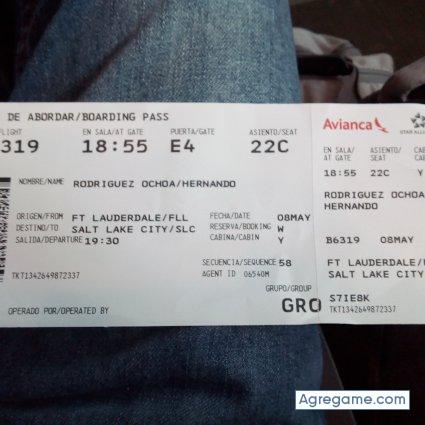 DE ABORDAR/BOARDING PASS
FLIGHT EN SALA/AT GATE PUERTA/GATE ASIENTO/SEAT
319 18:55 E4 22C
NOMBRE/NAME RODRIGUEZ OCHOA/HERNANDO
ORIGEN/FROM FT LAUDERDALE/FLL FECHA/DATE 08MAY
DESTINO/TO SALT LAKE CITY/SLC RESERVA/BOOKING W
SALIDA/DEPARTURE 19:30 CABINA/CABIN Y
SECUENCIA/SEQUENCE 58
TKT1342649872337 AGENT ID 06540M
GRUPO/GROUP
OPERADO POR/OPERATED BY GRO
Avianca
STAR ALLI
EN SALA/ ASIENTO/ CAB
AT GATE SEAT CA
18:55 22C Y
RODRIGUEZ OCHOA
HERNANDO
B6319 08MAY
FT LAUDERDALE/
SALT LAKE CITY
S7IE8K
TKT1342649872337
Agregame.com